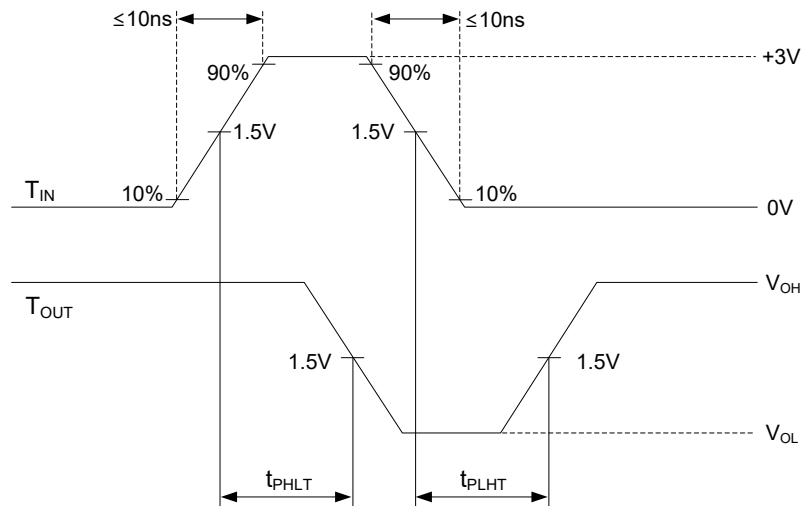 ≤10ns
≤10ns
+3V
90%
90%
1.5V
1.5V
10%
10%
T_IN
0V
V_OH
T_OUT
1.5V
1.5V
V_OL
t_PHLT
t_PLHT